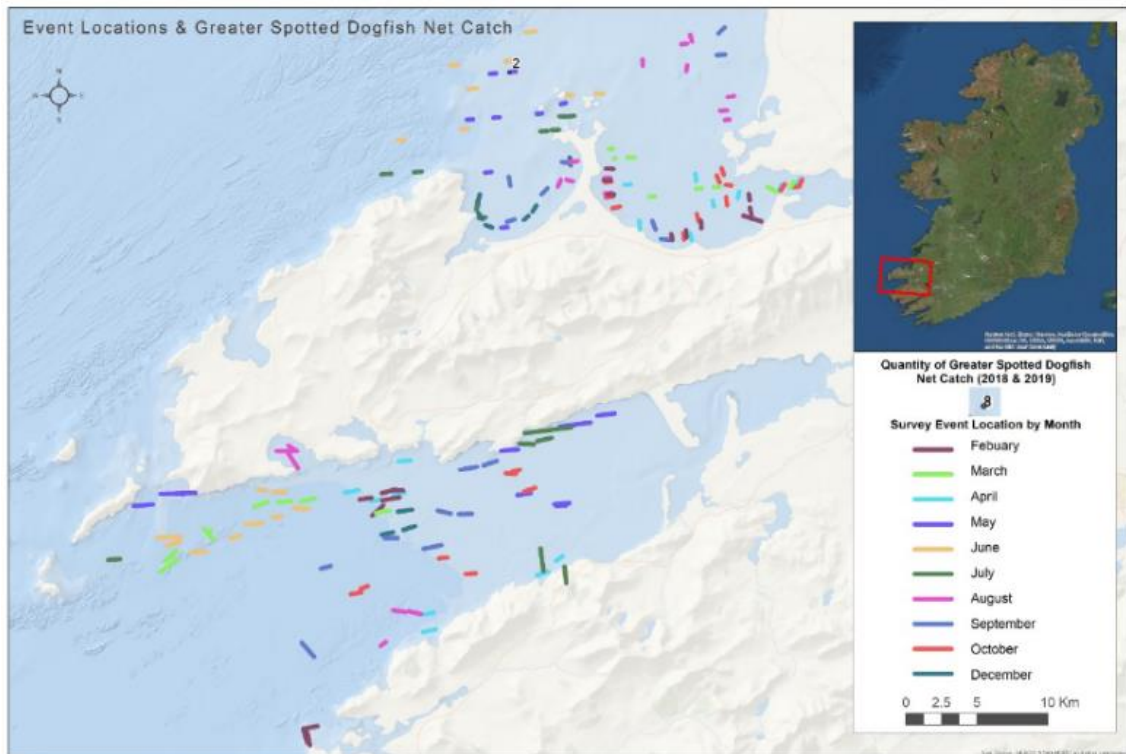 Event Locations & Greater Spotted Dogfish Net Catch
N
2
Quantity of Greater Spotted Dogfish
Net Catch (2018 & 2019)
Survey Event Location by Month
Febuary
March
April
May
June
July
August
September
October
December
0 2.5 5 10 Km